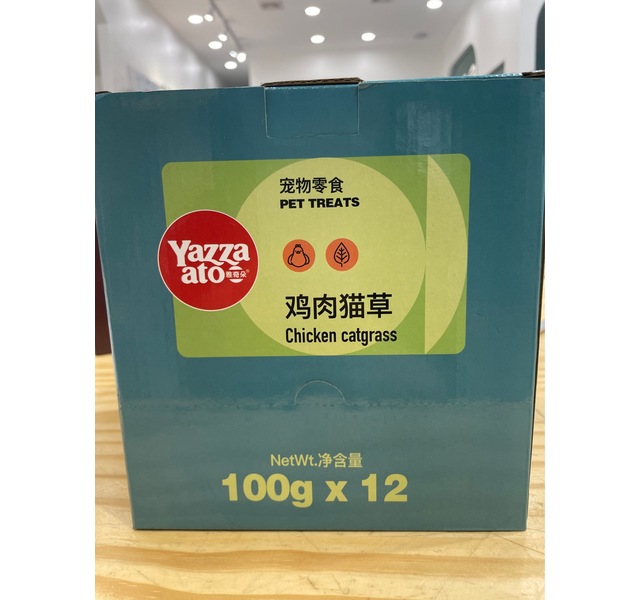 宠物零食
PET TREATS
Yazza
ato
雅奇朵
鸡肉猫草
Chicken catgrass
NetWt.净含量
100g x 12